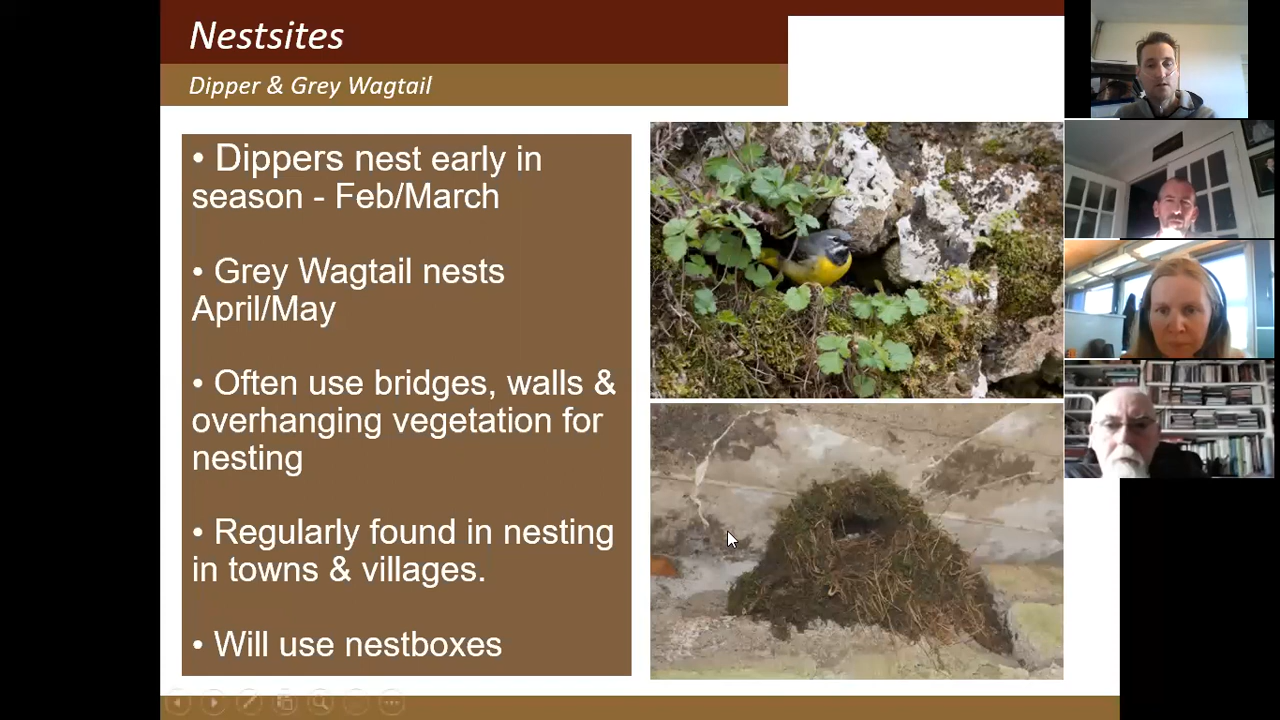 Nestsites
Dipper & Grey Wagtail
• Dippers nest early in
season - Feb/March
• Grey Wagtail nests
April/May
• Often use bridges, walls &
overhanging vegetation for
nesting
• Regularly found in nesting
in towns & villages.
• Will use nestboxes